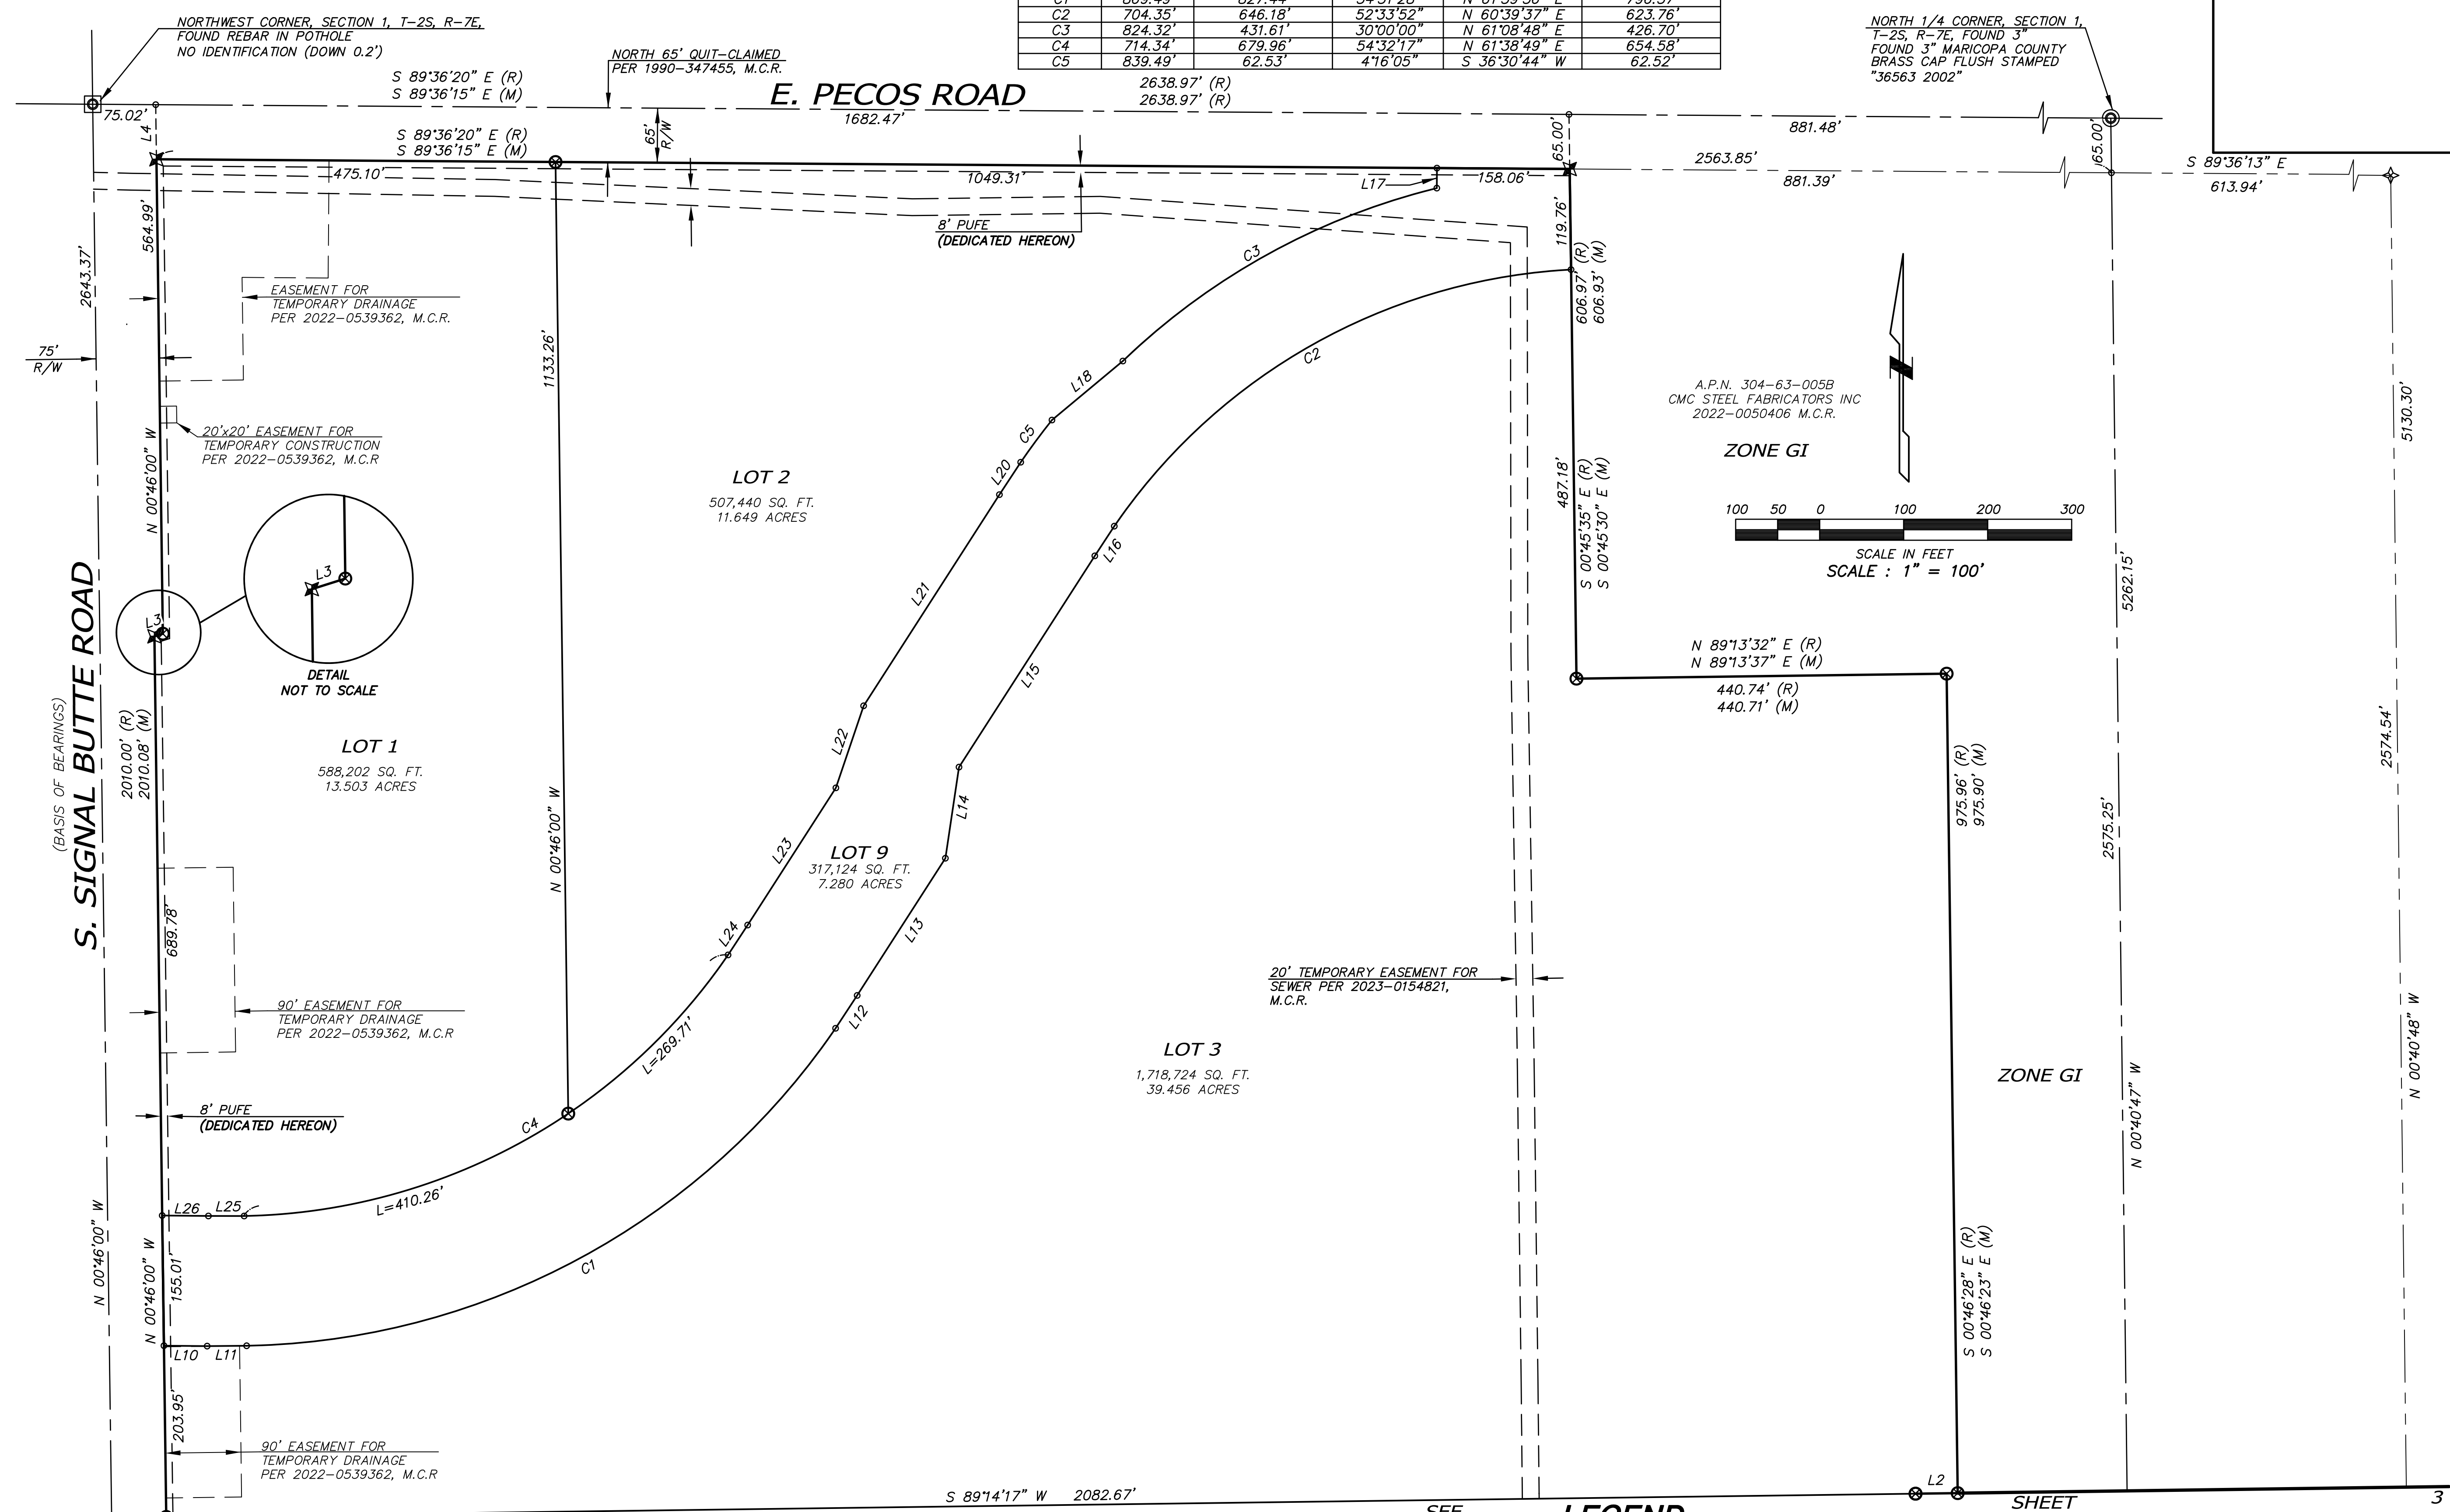 C2 704.35' 646.18' 52°33'52" N 60°39'37" E 623.76'
C3 824.32' 431.61' 30°00'00" N 61°08'48" E 426.70'
C4 714.34' 679.96' 54°32'17" N 61°38'49" E 654.58'
C5 839.49' 62.53' 4°16'05" S 36°30'44" W 62.52'
NORTHWEST CORNER, SECTION 1, T-2S, R-7E,
FOUND REBAR IN POTHOLE
NO IDENTIFICATION (DOWN 0.2')
NORTH 65' QUIT-CLAIMED
PER 1990-347455, M.C.R.
NORTH 1/4 CORNER, SECTION 1,
T-2S, R-7E, FOUND 3"
FOUND 3" MARICOPA COUNTY
BRASS CAP FLUSH STAMPED
"36563 2002"
S 89°36'20" E (R)
S 89°36'15" E (M)
E. PECOS ROAD
2638.97' (R)
2638.97' (R)
75.02'
L4
1682.47'
881.48'
S 89°36'20" E (R)
S 89°36'15" E (M)
65'
R/W
65.00'
65.00'
2563.85'
S 89°36'13" E
475.10'
1049.31'
L17
158.06'
881.39'
613.94'
8' PUFE
(DEDICATED HEREON)
564.99'
2643.37'
119.76'
606.97' (R)
606.93' (M)
C3
C2
EASEMENT FOR
TEMPORARY DRAINAGE
PER 2022-0539362, M.C.R.
75'
R/W
1133.26'
L18
A.P.N. 304-63-005B
CMC STEEL FABRICATORS INC
2022-0050406 M.C.R.
ZONE GI
5130.30'
20'x20' EASEMENT FOR
TEMPORARY CONSTRUCTION
PER 2022-0539362, M.C.R
N 00°46'00" W
C5
L20
LOT 2
507,440 SQ. FT.
11.649 ACRES
487.18'
S 00°45'35" E (R)
S 00°45'30" E (M)
100 50 0 100 200 300
SCALE IN FEET
SCALE : 1" = 100'
L16
L21
L3
L3
DETAIL
NOT TO SCALE
5262.15'
N 89°13'32" E (R)
N 89°13'37" E (M)
440.74' (R)
440.71' (M)
L15
S. SIGNAL BUTTE ROAD
(BASIS OF BEARINGS)
2010.00' (R)
2010.08' (M)
LOT 1
588,202 SQ. FT.
13.503 ACRES
L22
L14
N 00°46'00" W
975.96' (R)
975.90' (M)
2575.25'
2574.54'
L23
LOT 9
317,124 SQ. FT.
7.280 ACRES
689.78'
L24
L13
20' TEMPORARY EASEMENT FOR
SEWER PER 2023-0154821,
M.C.R.
90' EASEMENT FOR
TEMPORARY DRAINAGE
PER 2022-0539362, M.C.R
L12
L=269.71'
LOT 3
1,718,724 SQ. FT.
39.456 ACRES
ZONE GI
N 00°40'47" W
N 00°40'48" W
8' PUFE
(DEDICATED HEREON)
C4
L=410.26'
L26 L25
C1
N 00°46'00" W
N 00°46'00" W
155.01'
S 00°46'28" E (R)
S 00°46'23" E (M)
L10 L11
203.95'
90' EASEMENT FOR
TEMPORARY DRAINAGE
PER 2022-0539362, M.C.R
S 89°14'17" W 2082.67'
L2
SEE
LEGEND
SHEET
3